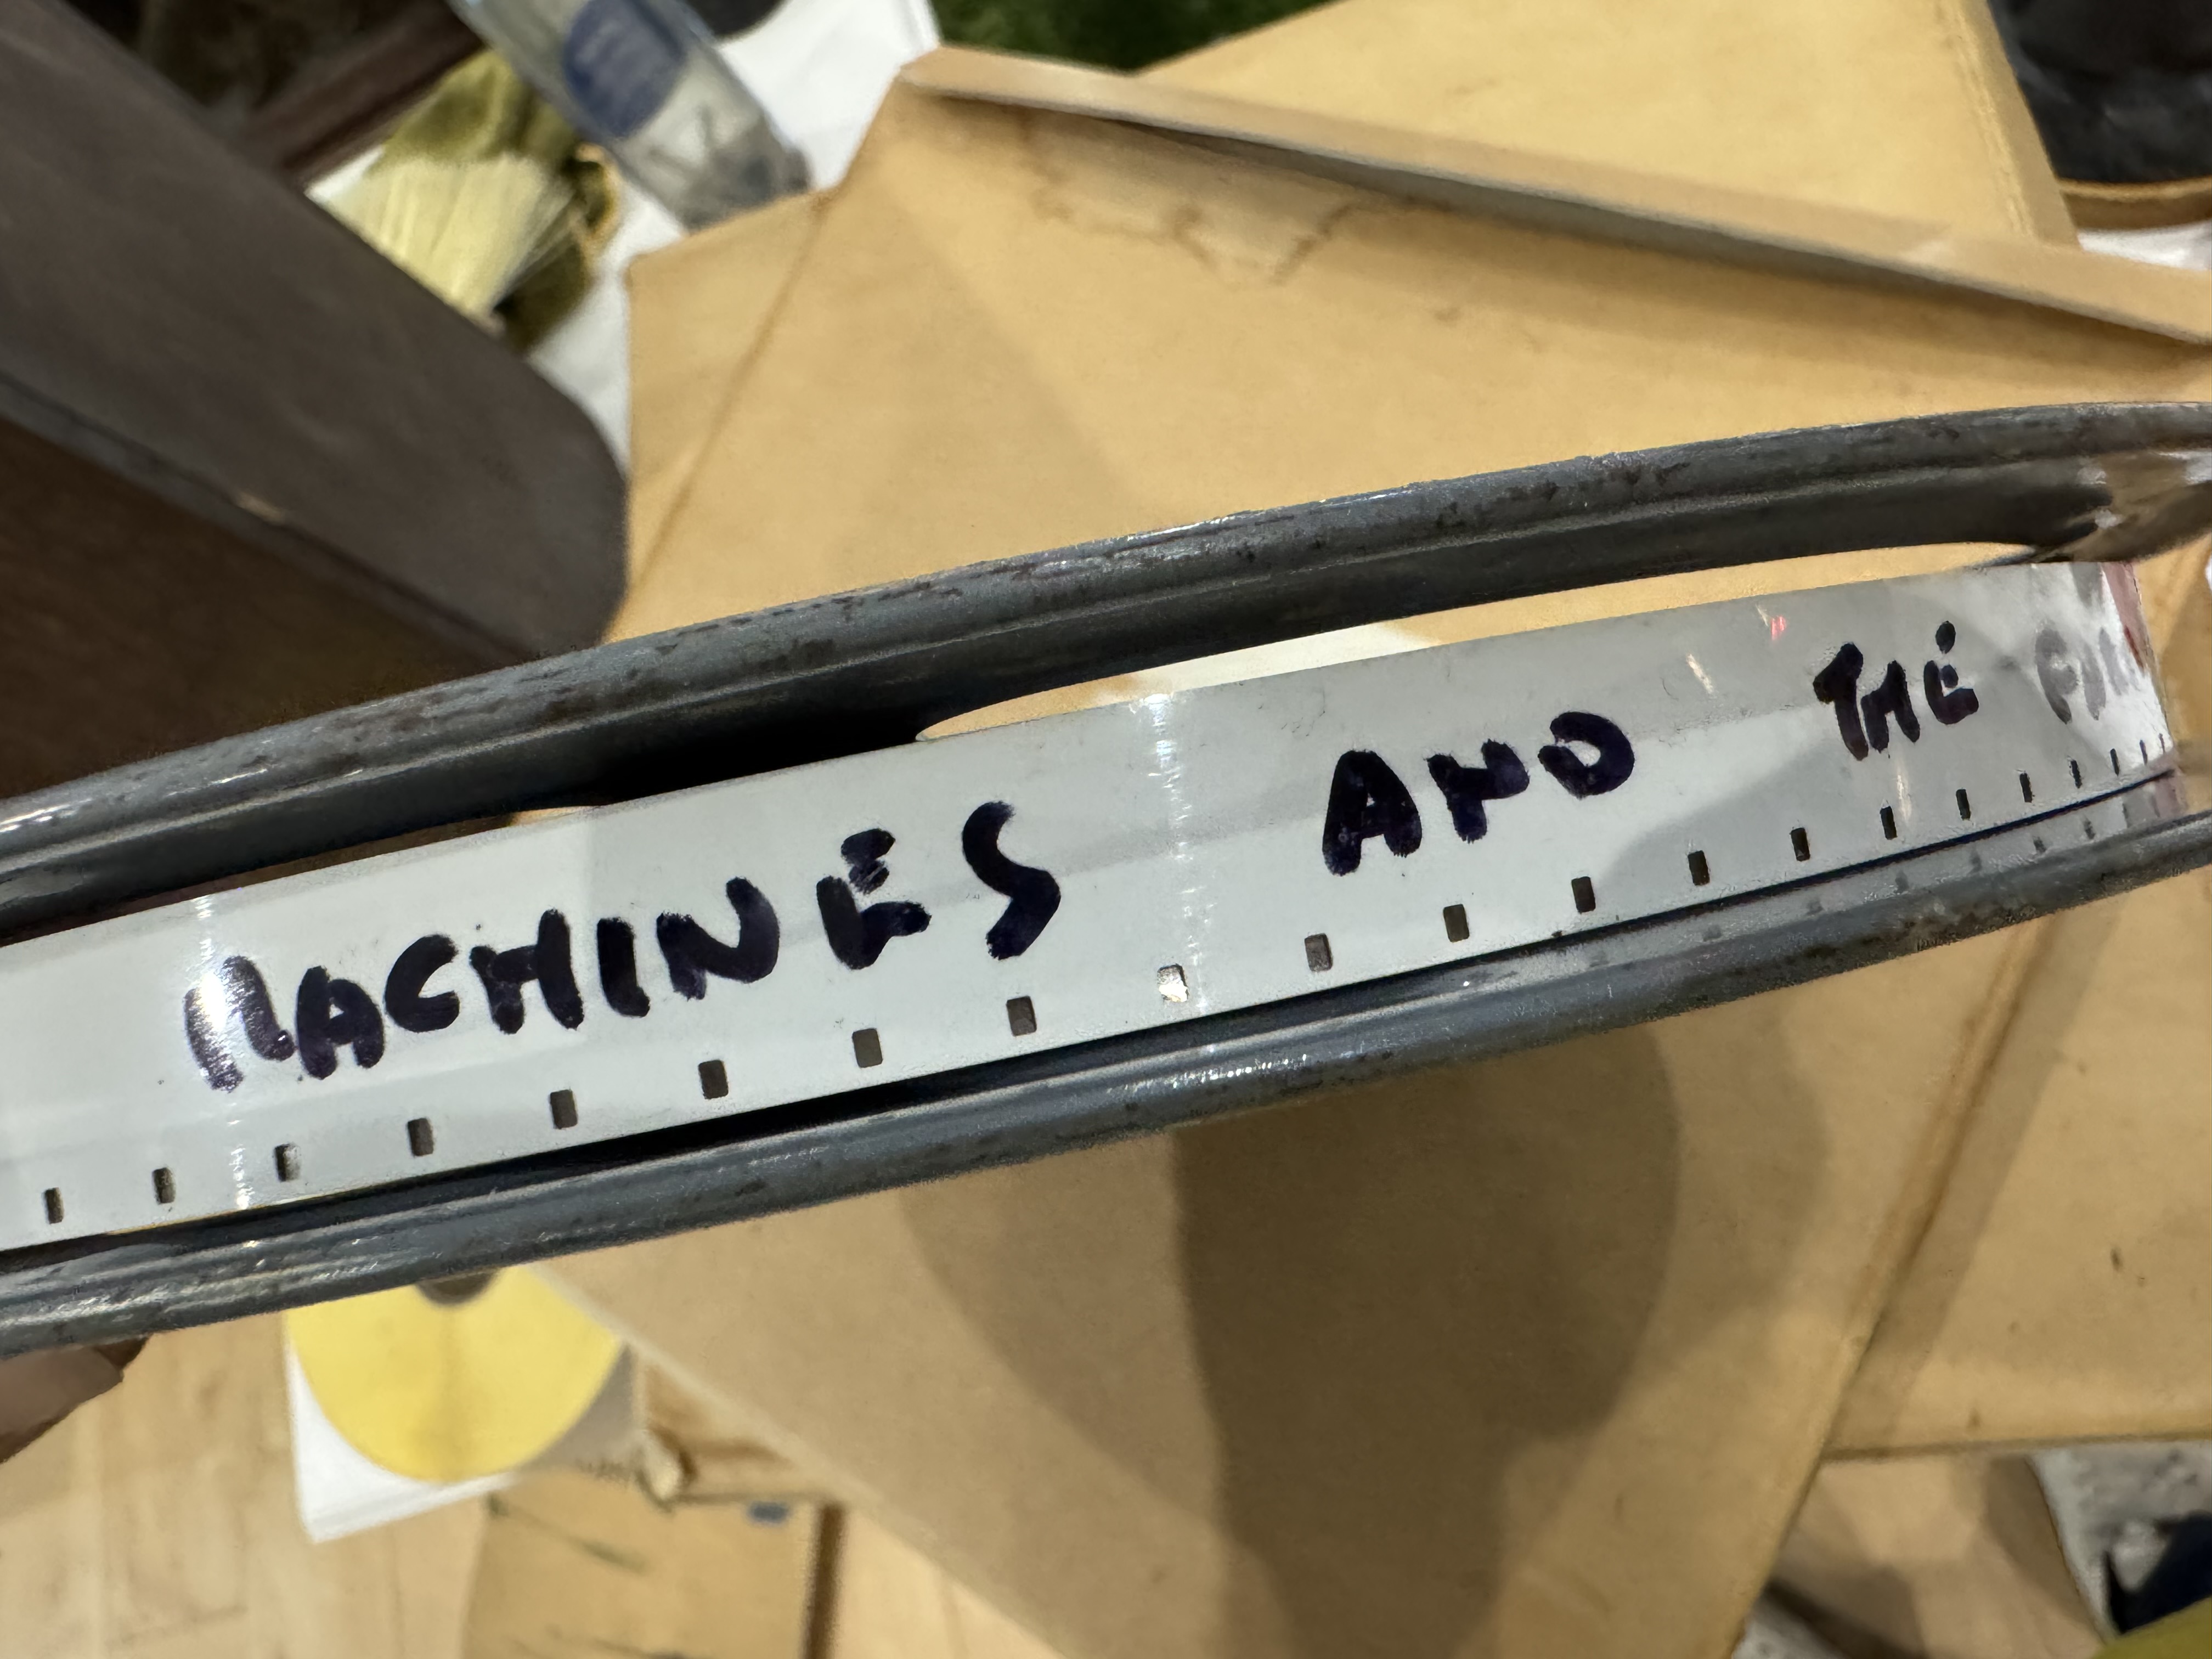 MACHINES AND THE